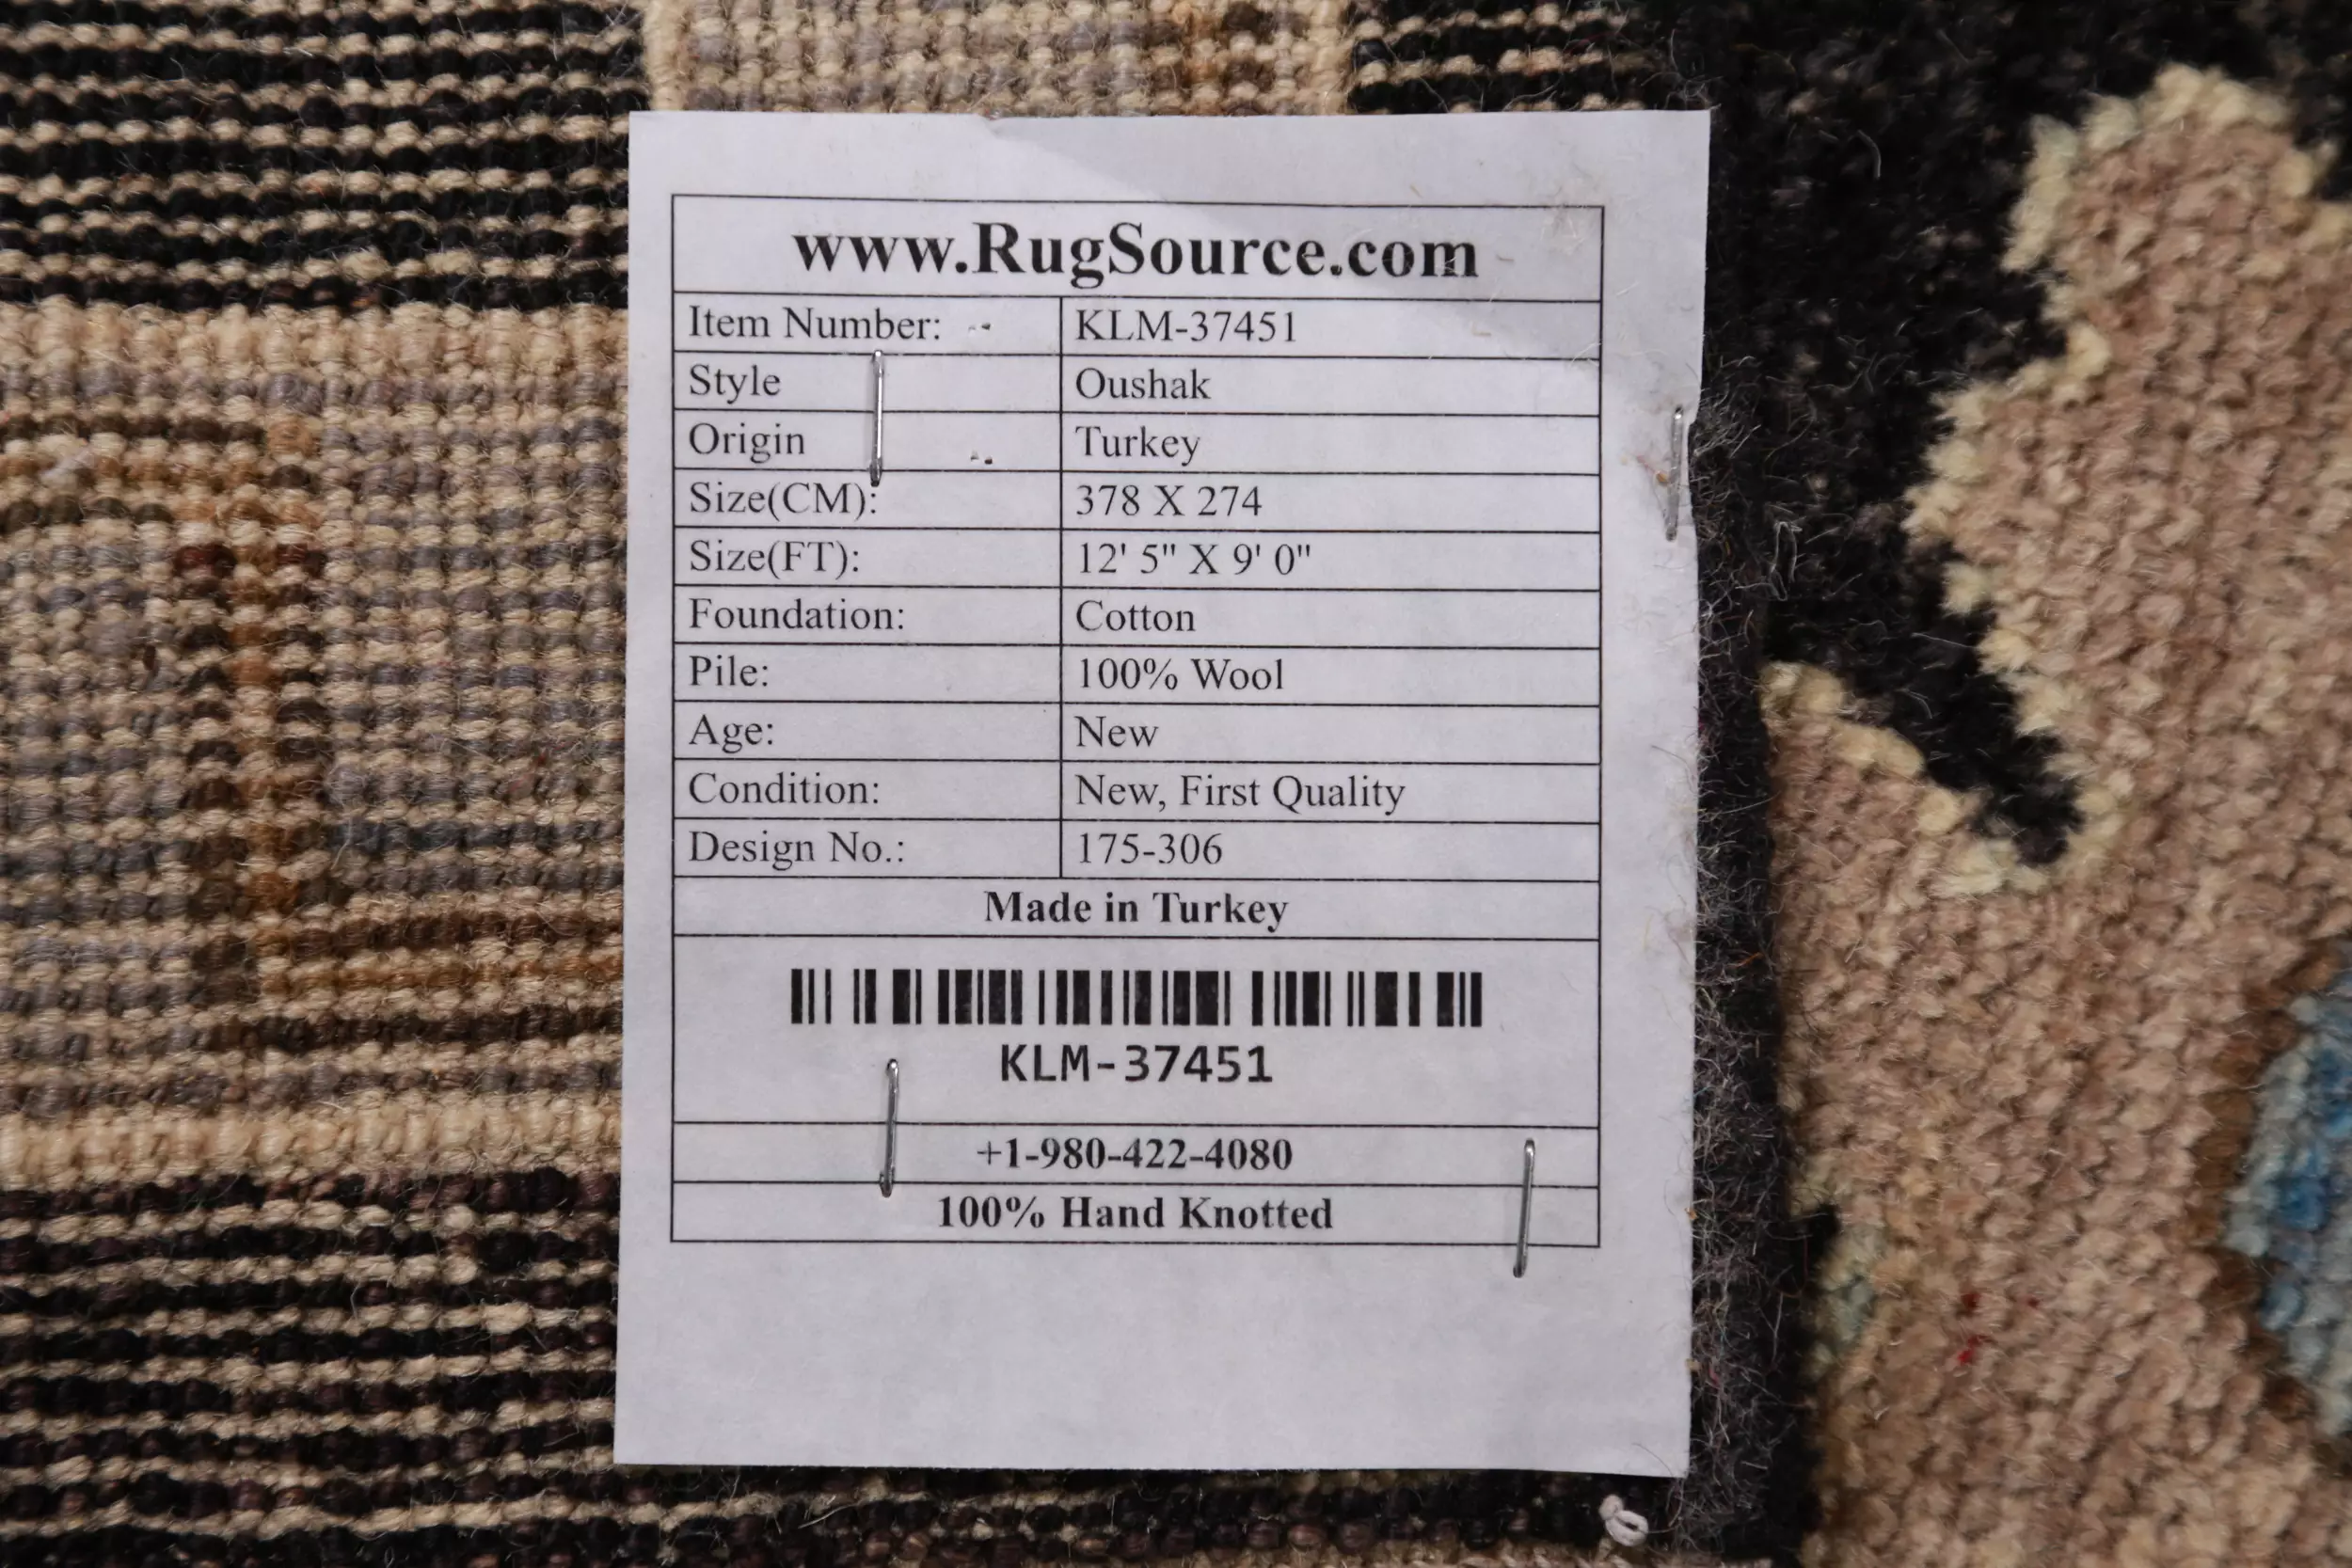 www.RugSource.com
Item Number: KLM-37451
Style Oushak
Origin Turkey
Size(CM): 378 X 274
Size(FT): 12' 5" X 9' 0"
Foundation: Cotton
Pile: 100% Wool
Age: New
Condition: New, First Quality
Design No.: 175-306
Made in Turkey
KLM-37451
+1-980-422-4080
100% Hand Knotted